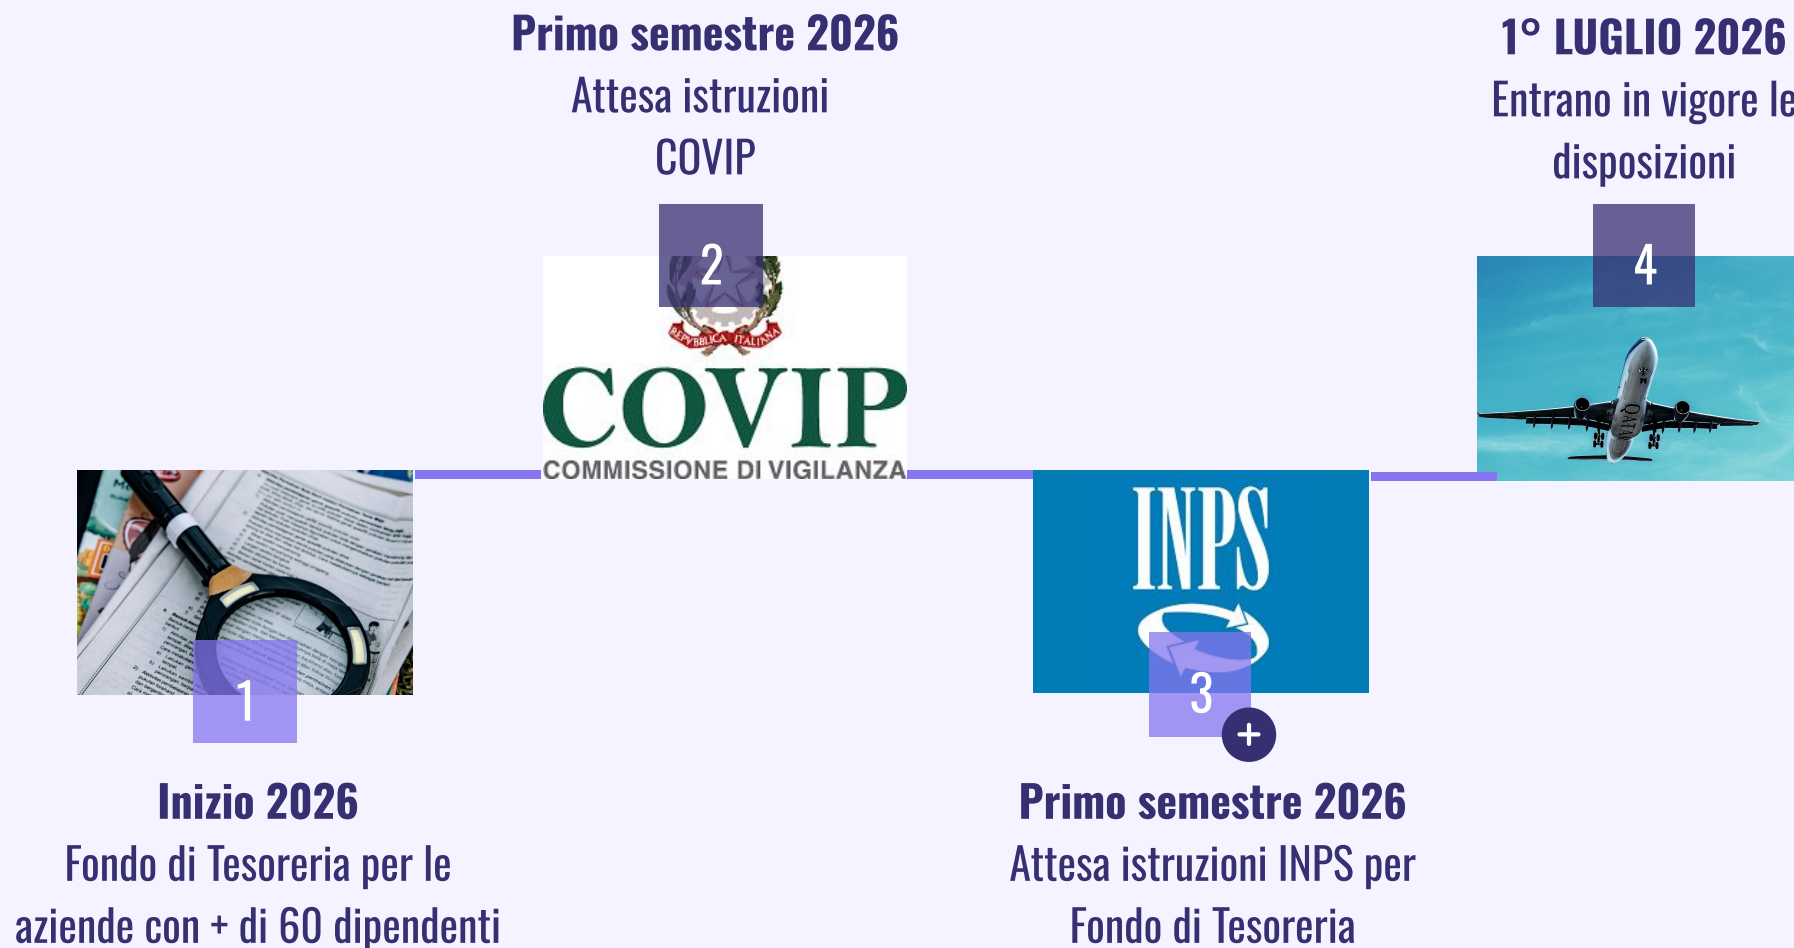 Primo semestre 2026
Attesa istruzioni
COVIP
2
REPVBBLICA ITALIANA
COVIP
COMMISSIONE DI VIGILANZA
1° LUGLIO 2026
Entrano in vigore le
disposizioni
4
QATAR
1
Inizio 2026
Fondo di Tesoreria per le
aziende con + di 60 dipendenti
INPS
3
+
Primo semestre 2026
Attesa istruzioni INPS per
Fondo di Tesoreria